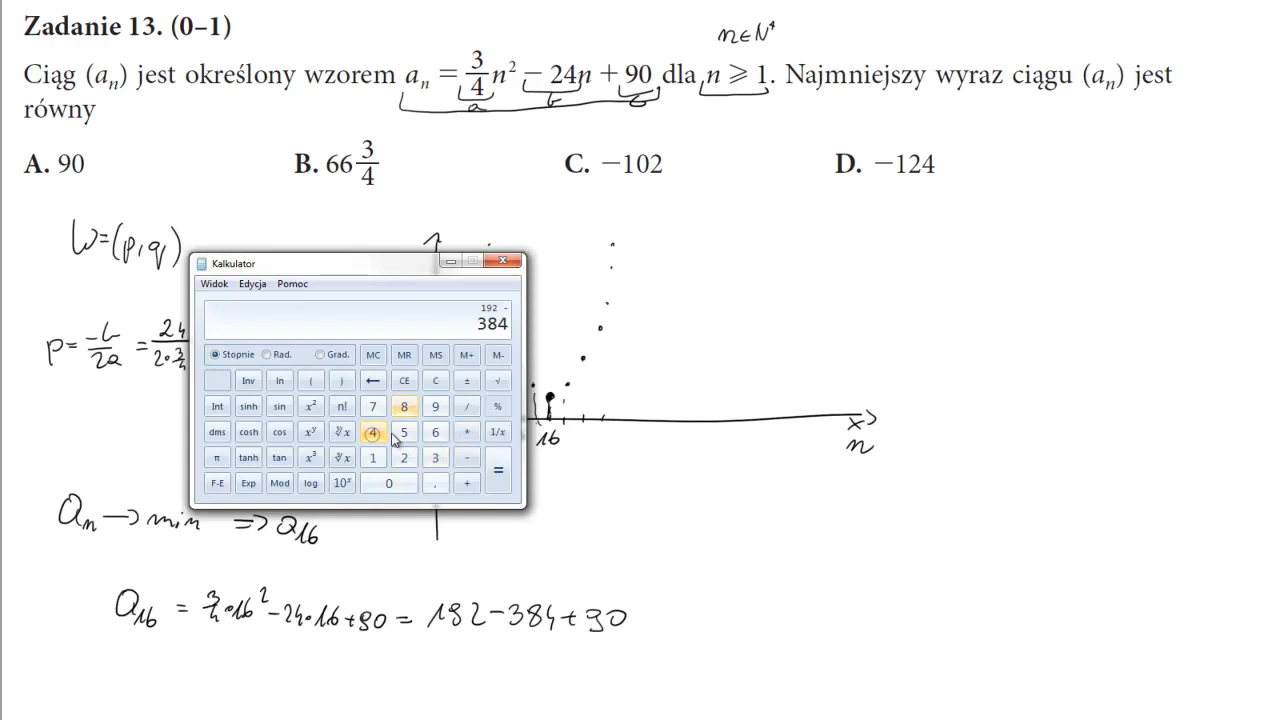 Zadanie 13. (0–1)
n∈N⁺
Ciąg (aₙ) jest określony wzorem aₙ = 3/4 n² − 24n + 90 dla n ⩾ 1. Najmniejszy wyraz ciągu (aₙ) jest
a b c
równy
A. 90 B. 66 3/4 C. −102 D. −124
W=(p,q)
Kalkulator
Widok Edycja Pomoc
192 -
384
p= -b/2a = 24/2·3/4
Stopnie Rad. Grad. MC MR MS M+ M-
Inv ln ( ) ← CE C ± √
Int sinh sin x² n! 7 8 9 / %
dms cosh cos xʸ ʸ√x 4 5 6 * 1/x
π tanh tan x³ ³√x 1 2 3 - =
F-E Exp Mod log 10ˣ 0 , +
16
x
n
aₙ → min => a₁₆
a₁₆ = 3/4·16² - 24·16 + 90 = 192 - 384 + 90